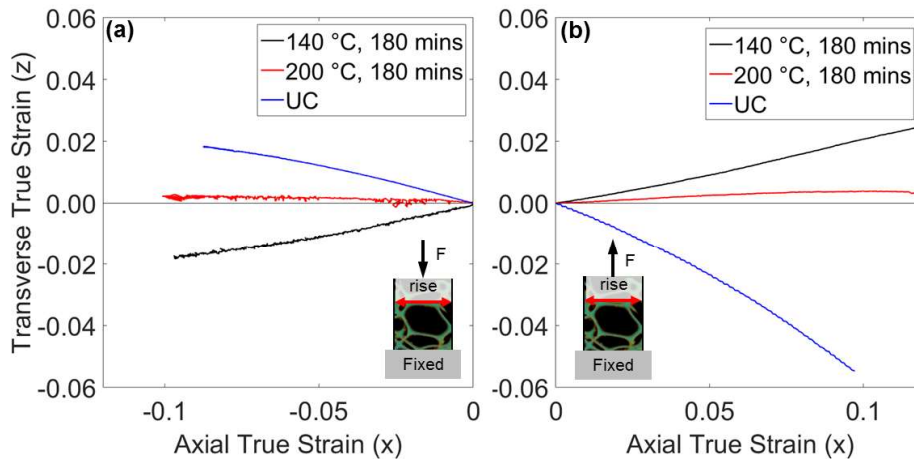 (a)
140 °C, 180 mins
200 °C, 180 mins
UC
0.06
0.04
0.02
0.00
-0.02
-0.04
-0.06
Transverse True Strain (z)
F
rise
Fixed
-0.1
-0.05
0
Axial True Strain (x)
(b)
140 °C, 180 mins
200 °C, 180 mins
UC
0.06
0.04
0.02
0.00
-0.02
-0.04
-0.06
F
rise
Fixed
0
0.05
0.1
Axial True Strain (x)